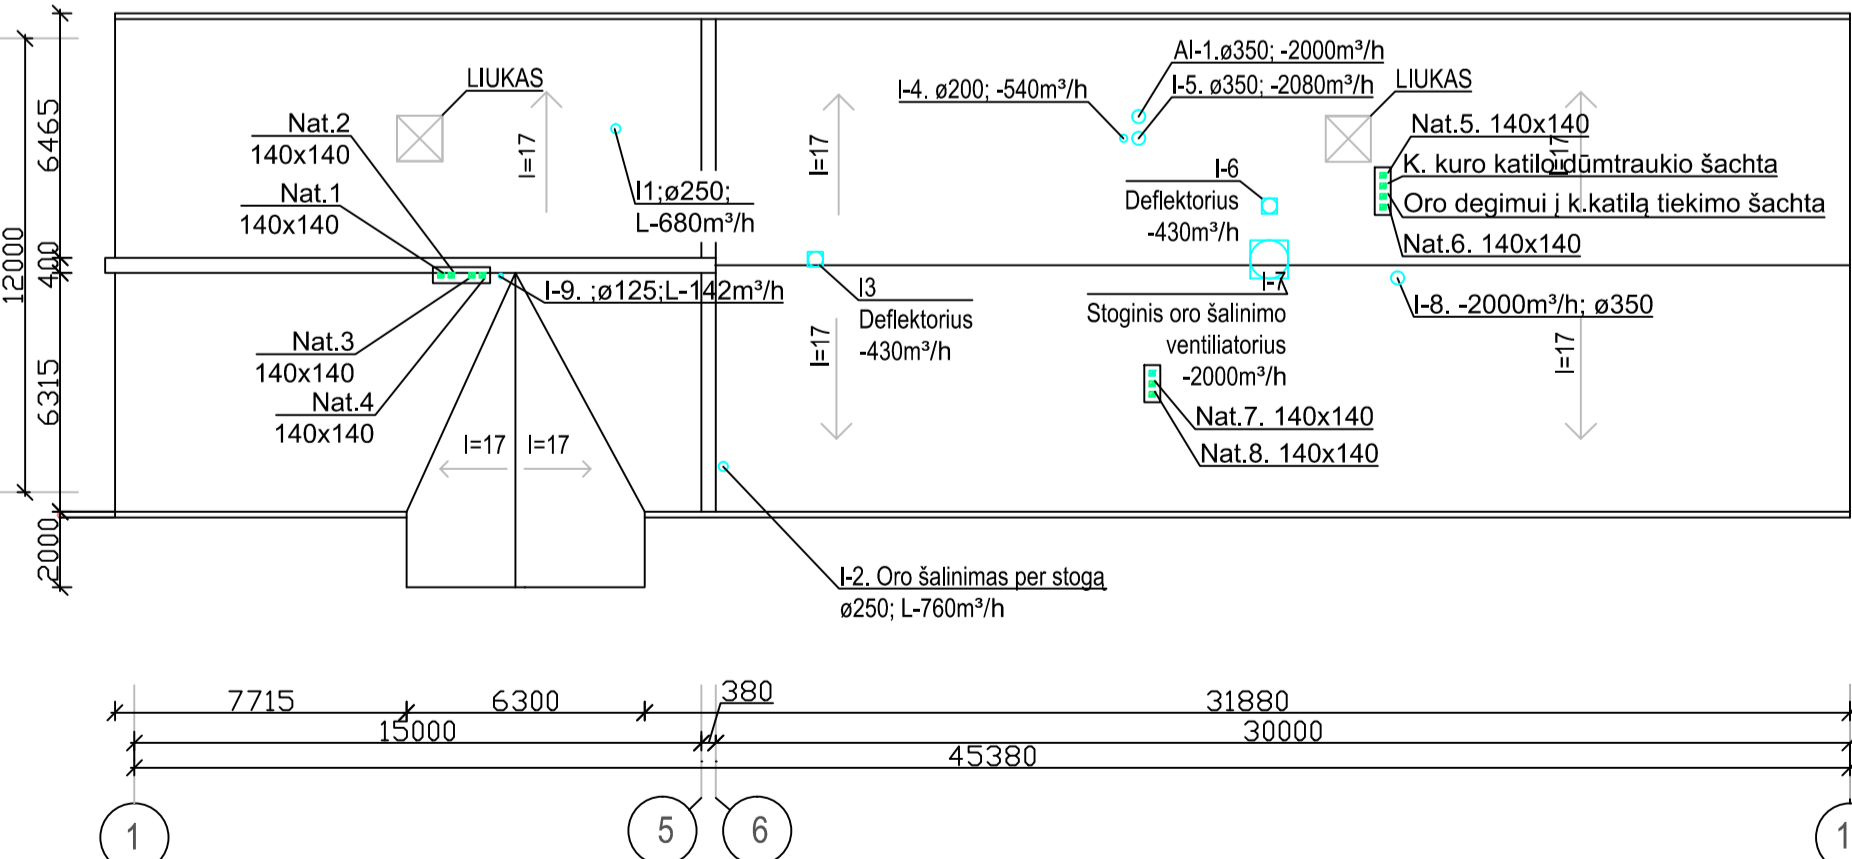 AI-1.ø350; -2000m³/h
I-4. ø200; -540m³/h
I-5. ø350; -2080m³/h
LIUKAS
LIUKAS
Nat.2
140x140
Nat.1
140x140
I=17
I1;ø250;
L-680m³/h
I=17
I-6
Deflektorius
-430m³/h
Nat.5. 140x140
I=17
K. kuro katilo dūmtraukio šachta
Oro degimui į k.katilą tiekimo šachta
Nat.6. 140x140
I-9. ;ø125;L-142m³/h
I3
Deflektorius
-430m³/h
I-7
Stoginis oro šalinimo
ventiliatorius
-2000m³/h
I-8. -2000m³/h; ø350
Nat.3
140x140
Nat.4
140x140
I=17
I=17
I=17
I=17
Nat.7. 140x140
Nat.8. 140x140
I-2. Oro šalinimas per stogą
ø250; L-760m³/h
12000
6465
400
6315
2000
7715
6300
380
31880
15000
30000
45380
1
5
6
1